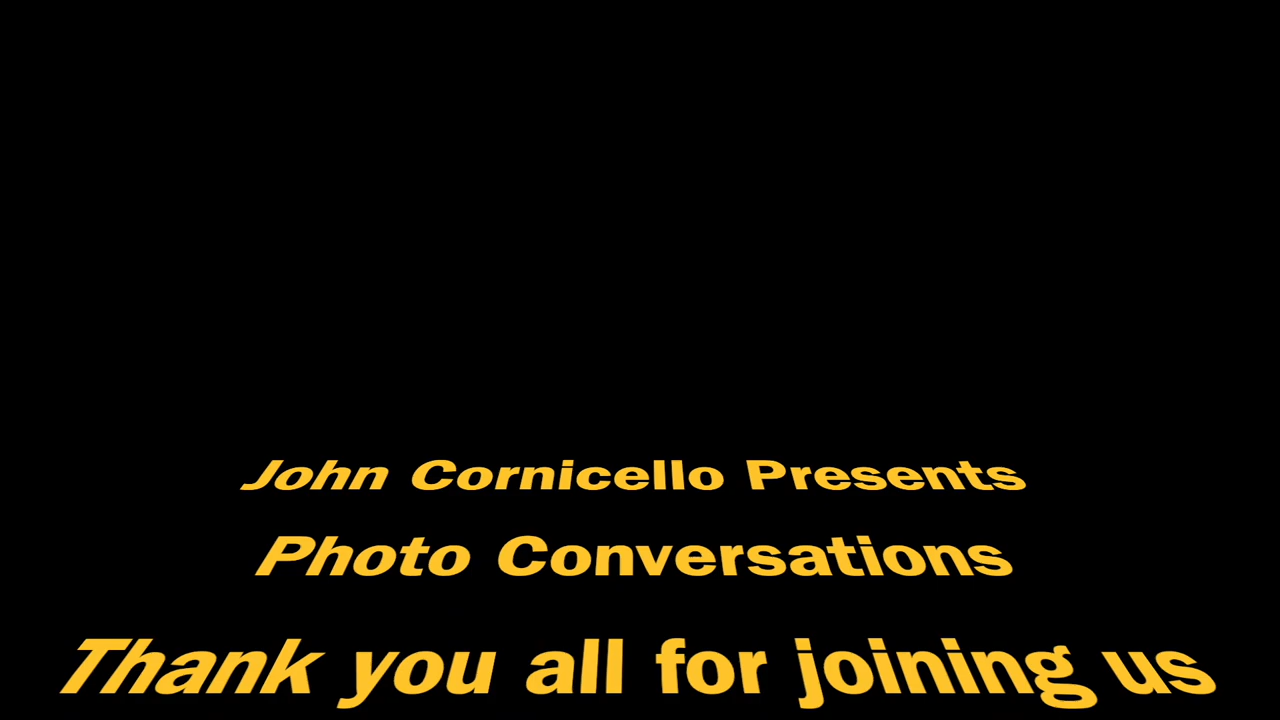 John Cornicello Presents
Photo Conversations
Thank you all for joining us